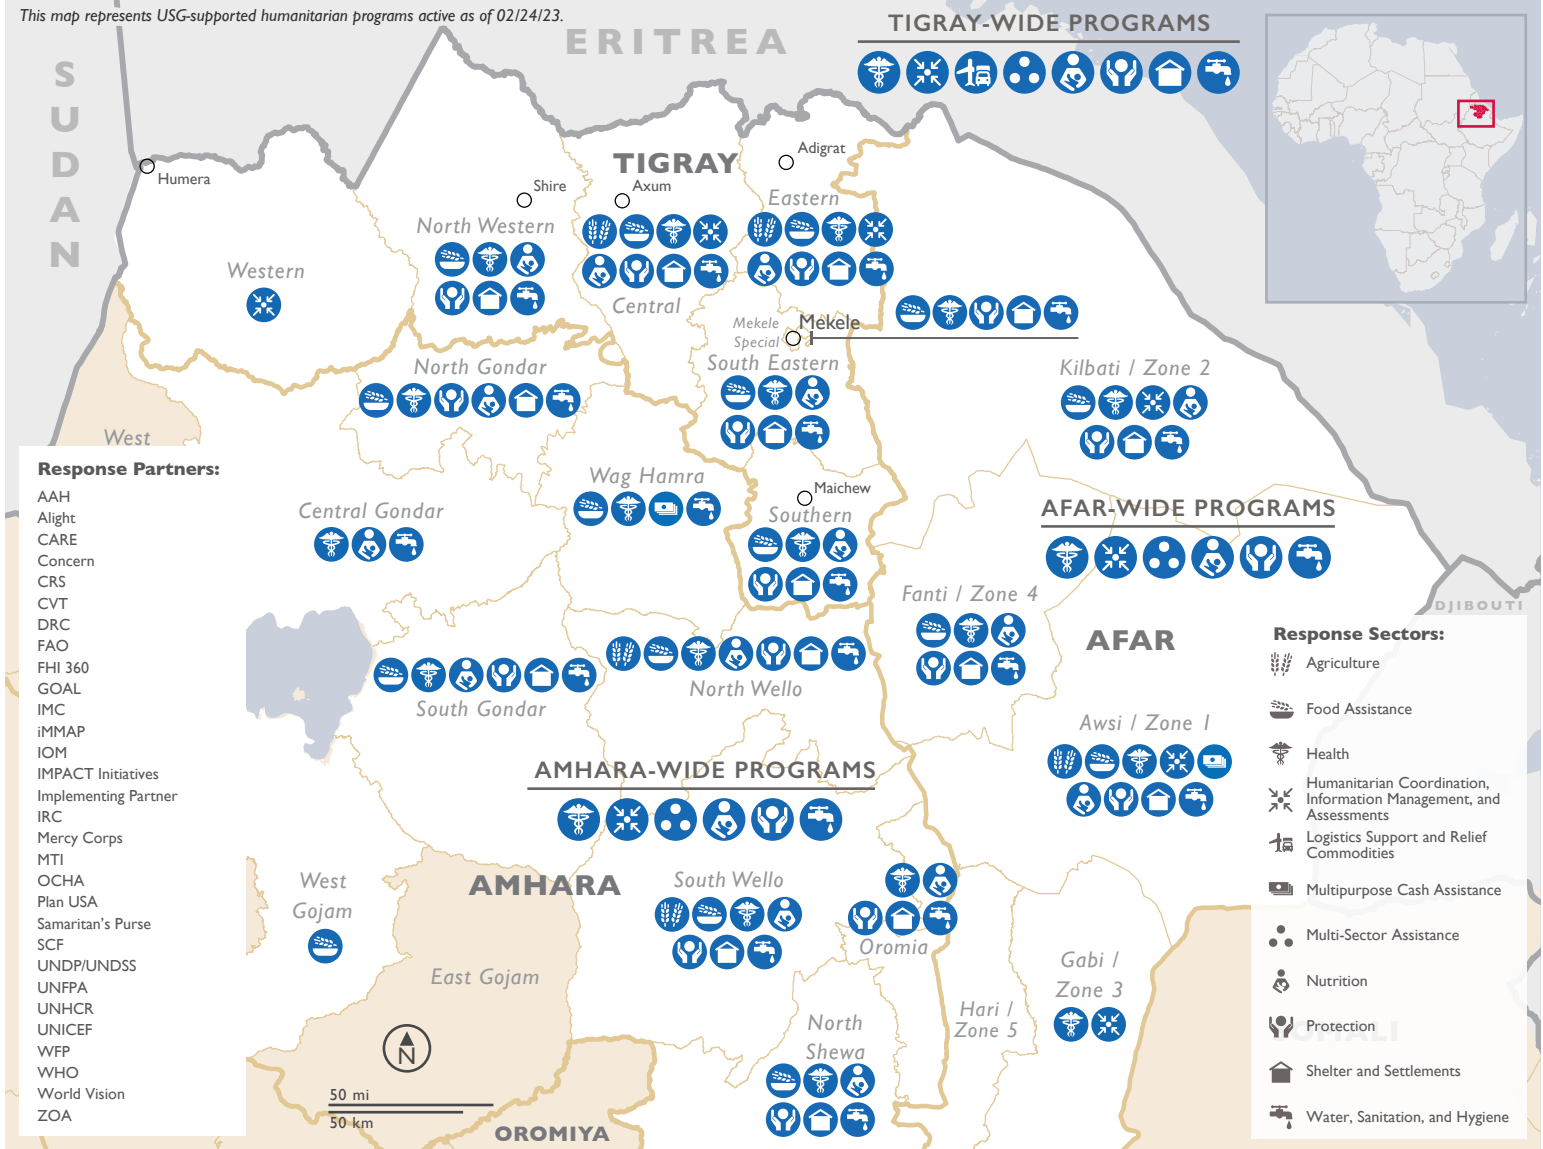 This map represents USG-supported humanitarian programs active as of 02/24/23.
ERITREA
TIGRAY-WIDE PROGRAMS
SUDAN
Humera
Shire
TIGRAY
Axum
Adigrat
Eastern
North Western
Western
Central
Mekele
Special
Mekele
South Eastern
North Gondar
Kilbati / Zone 2
West
Wag Hamra
Maichew
Southern
Central Gondar
AFAR-WIDE PROGRAMS
Fanti / Zone 4
DJIBOUTI
AFAR
North Wello
South Gondar
Awsi / Zone 1
AMHARA-WIDE PROGRAMS
AMHARA
South Wello
West
Gojam
East Gojam
Oromia
Gabi /
Zone 3
Hari /
Zone 5
North
Shewa
N
50 mi
50 km
OROMIYA
Response Partners:
AAH
Alight
CARE
Concern
CRS
CVT
DRC
FAO
FHI 360
GOAL
IMC
iMMAP
IOM
IMPACT Initiatives
Implementing Partner
IRC
Mercy Corps
MTI
OCHA
Plan USA
Samaritan's Purse
SCF
UNDP/UNDSS
UNFPA
UNHCR
UNICEF
WFP
WHO
World Vision
ZOA
Response Sectors:
Agriculture
Food Assistance
Health
Humanitarian Coordination,
Information Management, and
Assessments
Logistics Support and Relief
Commodities
Multipurpose Cash Assistance
Multi-Sector Assistance
Nutrition
Protection
Shelter and Settlements
Water, Sanitation, and Hygiene